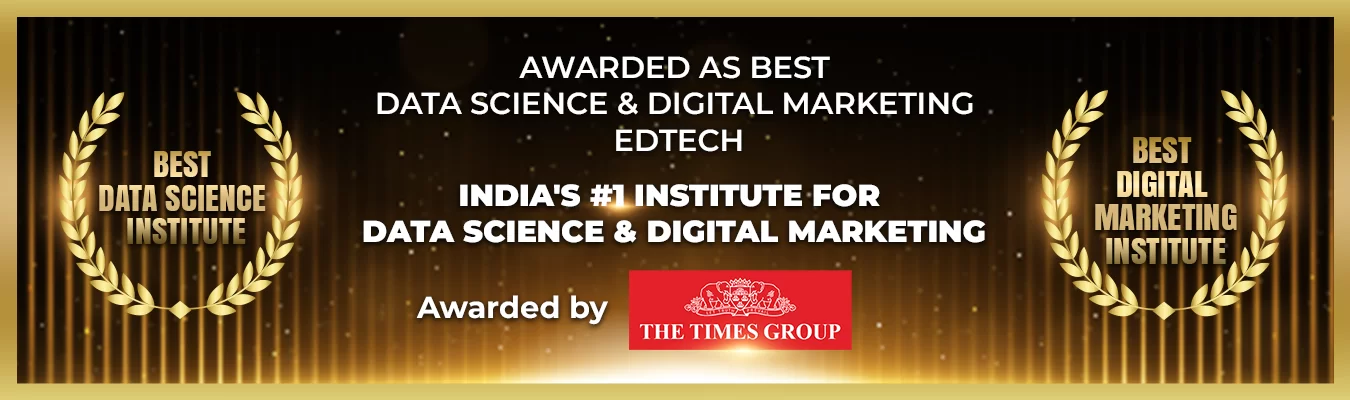 AWARDED AS BEST
DATA SCIENCE & DIGITAL MARKETING
EDTECH
INDIA'S #1 INSTITUTE FOR
DATA SCIENCE & DIGITAL MARKETING
Awarded by
THE TIMES GROUP
BEST
DATA SCIENCE
INSTITUTE
BEST
DIGITAL
MARKETING
INSTITUTE